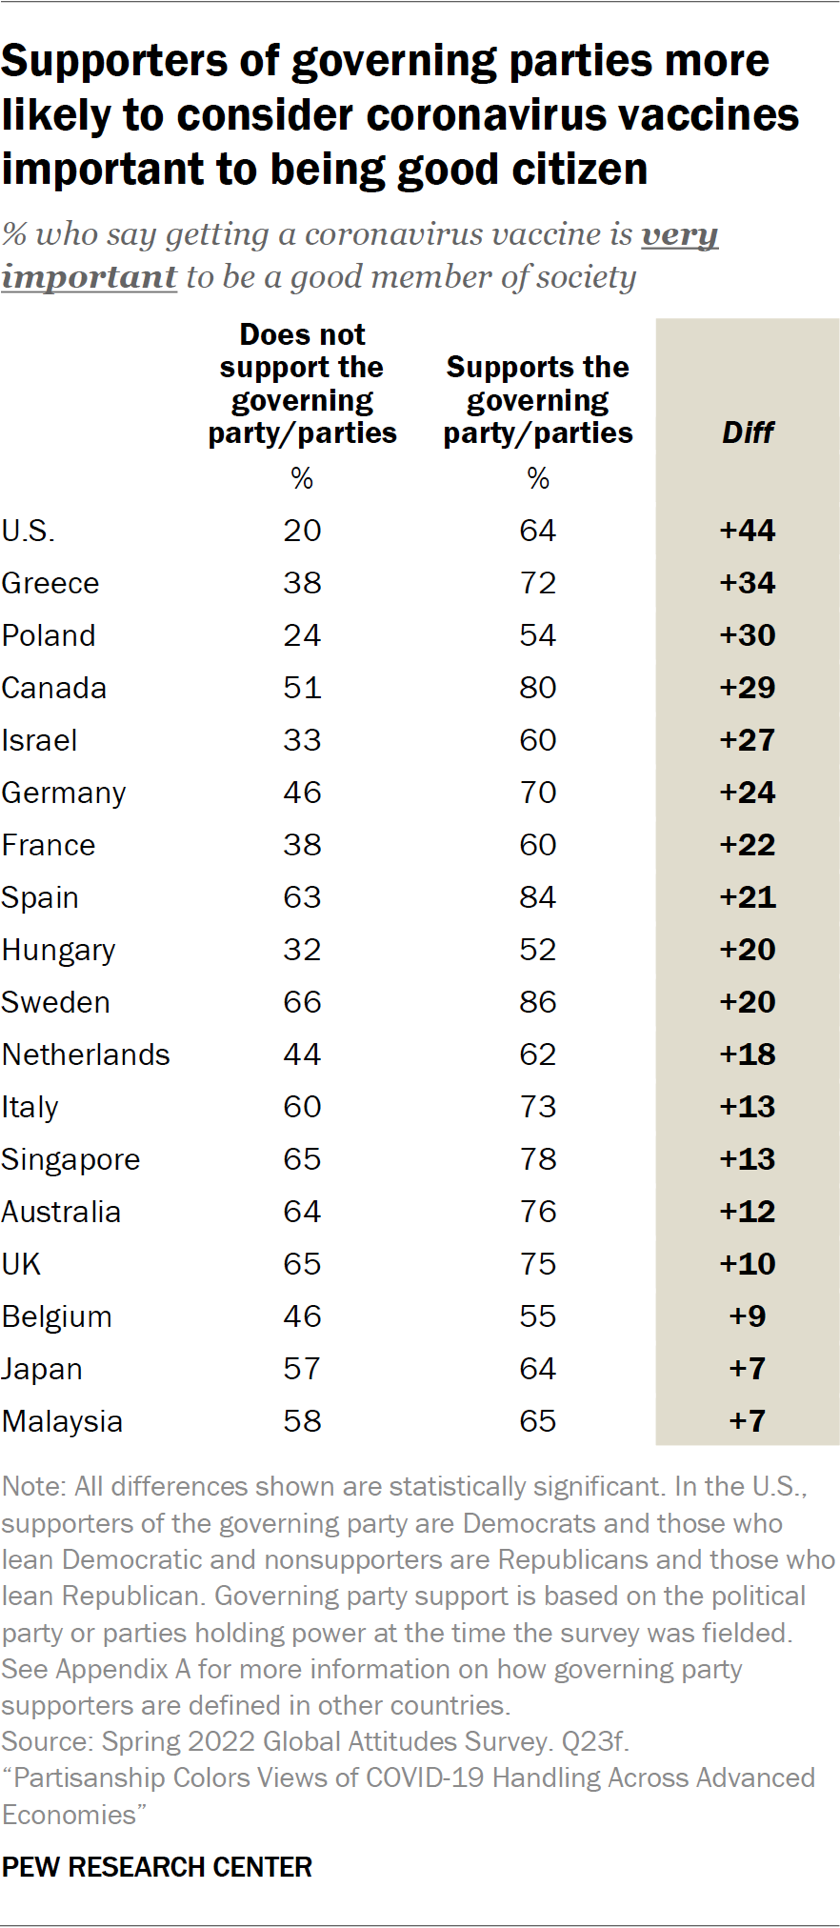 Supporters of governing parties more
likely to consider coronavirus vaccines
important to being good citizen
% who say getting a coronavirus vaccine is very
important to be a good member of society
Does not support the governing party/parties
Supports the governing party/parties
Diff
% %
U.S. 20 64 +44
Greece 38 72 +34
Poland 24 54 +30
Canada 51 80 +29
Israel 33 60 +27
Germany 46 70 +24
France 38 60 +22
Spain 63 84 +21
Hungary 32 52 +20
Sweden 66 86 +20
Netherlands 44 62 +18
Italy 60 73 +13
Singapore 65 78 +13
Australia 64 76 +12
UK 65 75 +10
Belgium 46 55 +9
Japan 57 64 +7
Malaysia 58 65 +7
Note: All differences shown are statistically significant. In the U.S.,
supporters of the governing party are Democrats and those who
lean Democratic and nonsupporters are Republicans and those who
lean Republican. Governing party support is based on the political
party or parties holding power at the time the survey was fielded.
See Appendix A for more information on how governing party
supporters are defined in other countries.
Source: Spring 2022 Global Attitudes Survey. Q23f.
“Partisanship Colors Views of COVID-19 Handling Across Advanced
Economies”
PEW RESEARCH CENTER